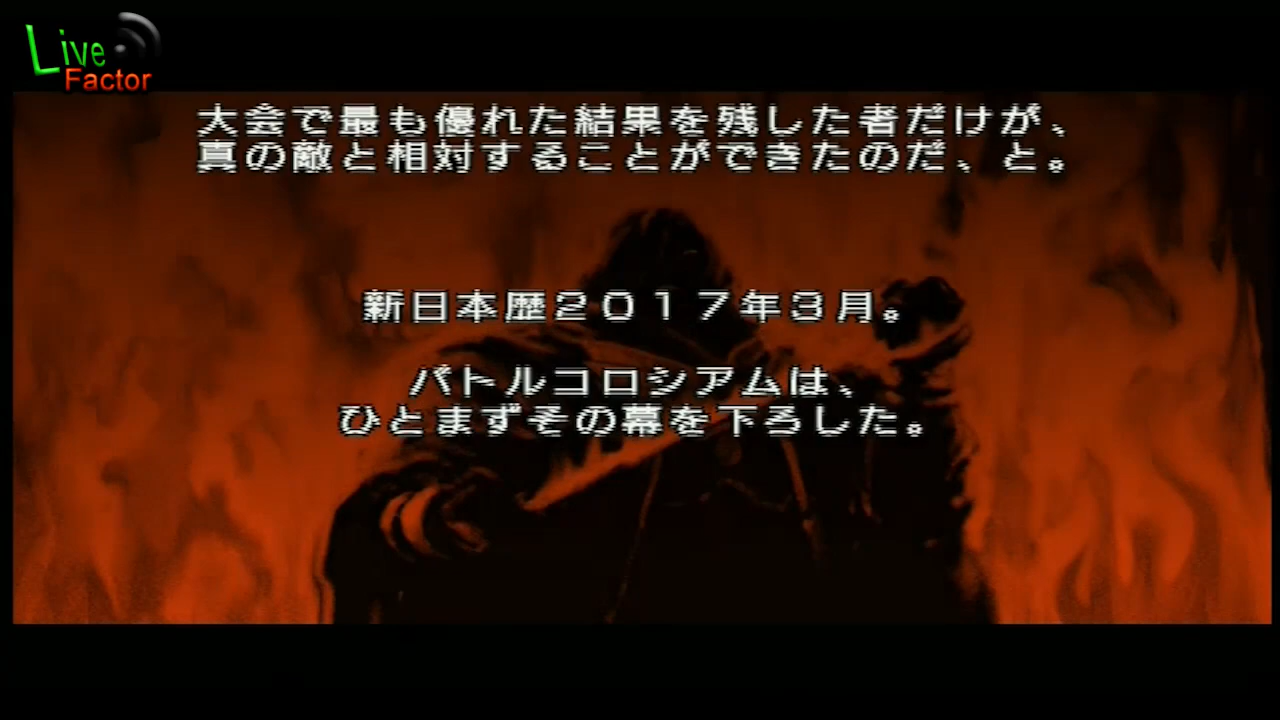 Live
Factor
大会で最も優れた結果を残した者だけが、
真の敵と相対することができたのだ、と。
新日本歴２０１７年３月。
バトルコロシアムは、
ひとまずその幕を下ろした。